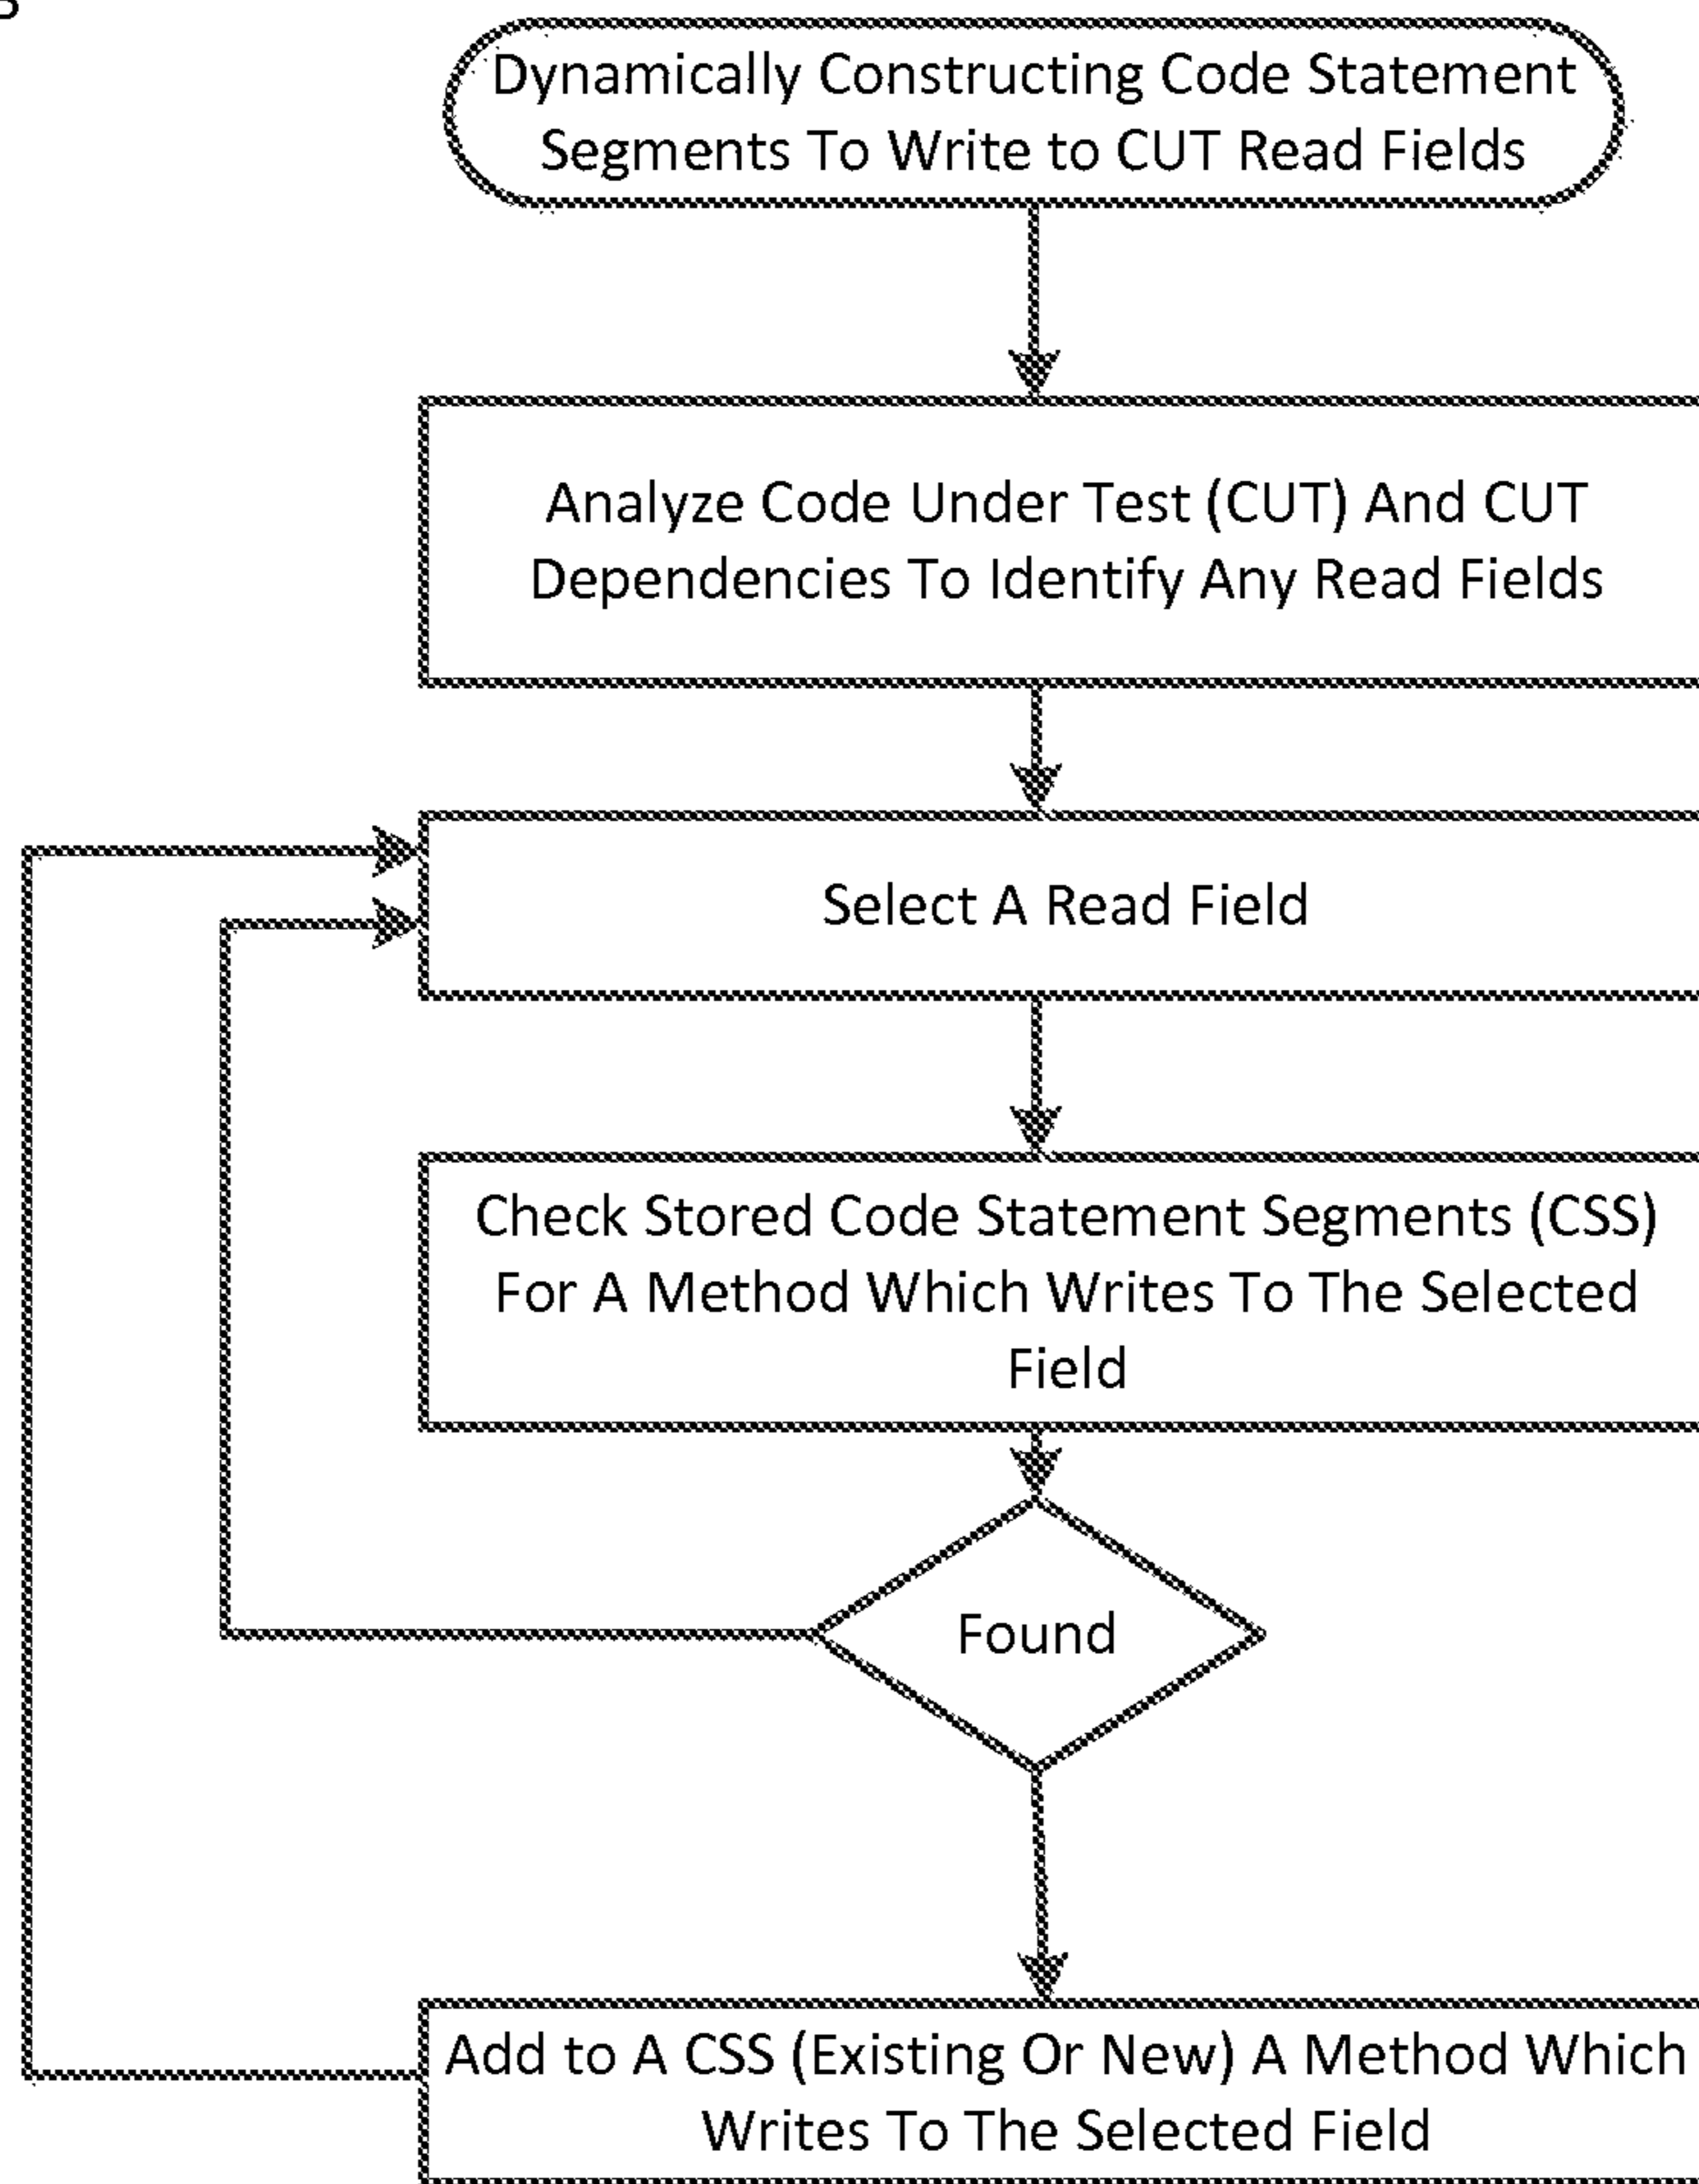 Dynamically Constructing Code Statement
Segments To Write to CUT Read Fields
Analyze Code Under Test (CUT) And CUT
Dependencies To Identify Any Read Fields
Select A Read Field
Check Stored Code Statement Segments (CSS)
For A Method Which Writes To The Selected
Field
Found
Add to A CSS (Existing Or New) A Method Which
Writes To The Selected Field